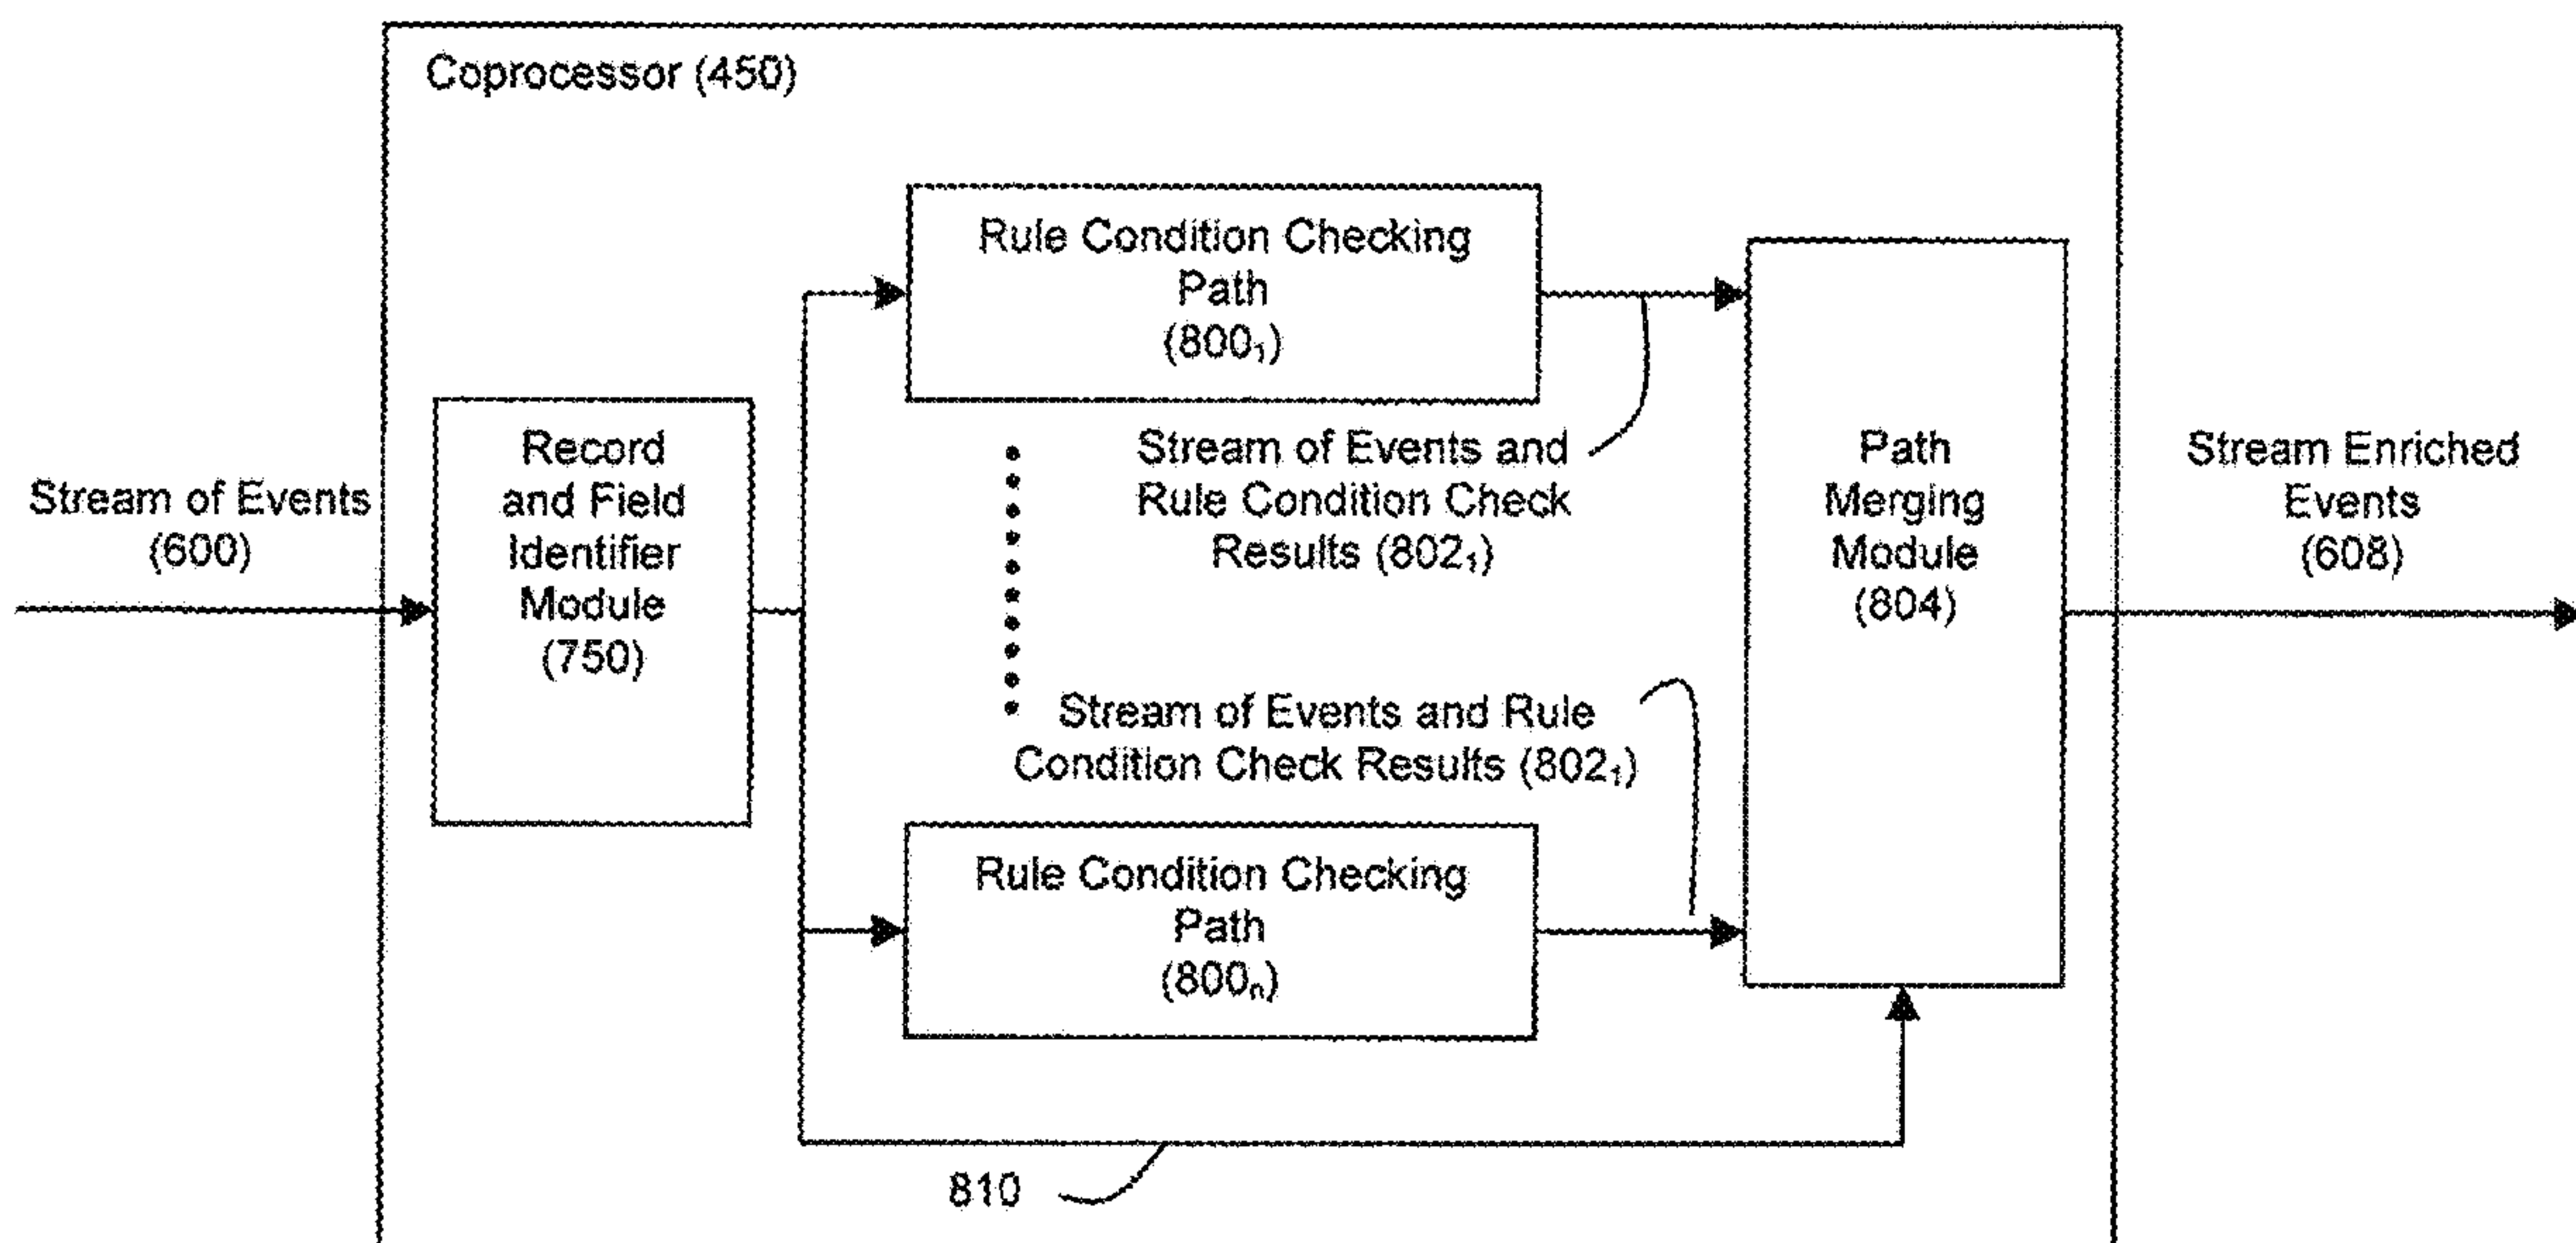 Coprocessor (450)
Stream of Events
(600)
Record
and Field
Identifier
Module
(750)
Rule Condition Checking
Path
(800₁)
Stream of Events and
Rule Condition Check
Results (802₁)
Stream of Events and Rule
Condition Check Results (802₁)
Rule Condition Checking
Path
(800ₙ)
Path
Merging
Module
(804)
Stream Enriched
Events
(608)
810